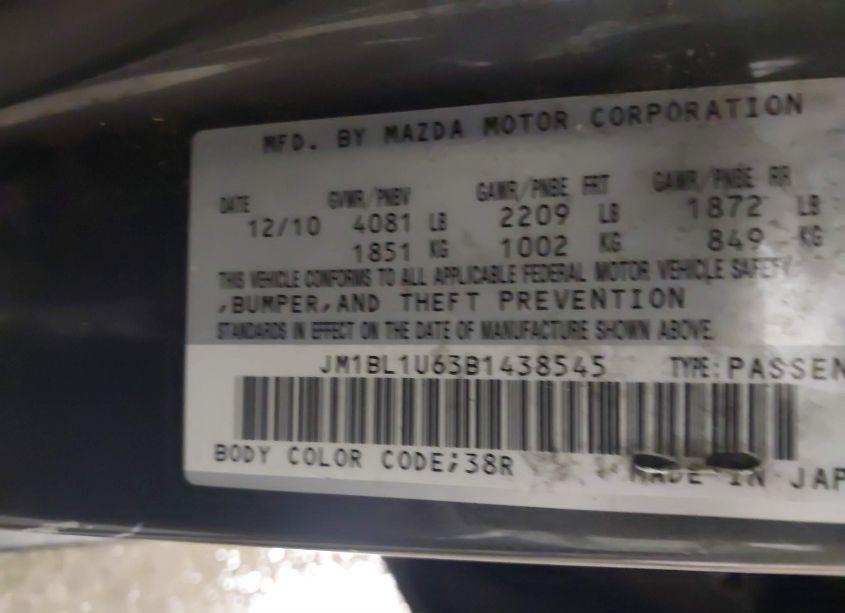 MFD. BY MAZDA MOTOR CORPORATION
DATE GVWR/PNBV GAWR/PNBE FRT GAWR/PNBE RR
12/10 4081 LB 2209 LB 1872 LB
1851 KG 1002 KG 849 KG
THIS VEHICLE CONFORMS TO ALL APPLICABLE FEDERAL MOTOR VEHICLE SAFETY
,BUMPER,AND THEFT PREVENTION
STANDARDS IN EFFECT ON THE DATE OF MANUFACTURE SHOWN ABOVE.
JM1BL1U63B1438545 TYPE:PASSEN
BODY COLOR CODE;38R MADE IN JAP